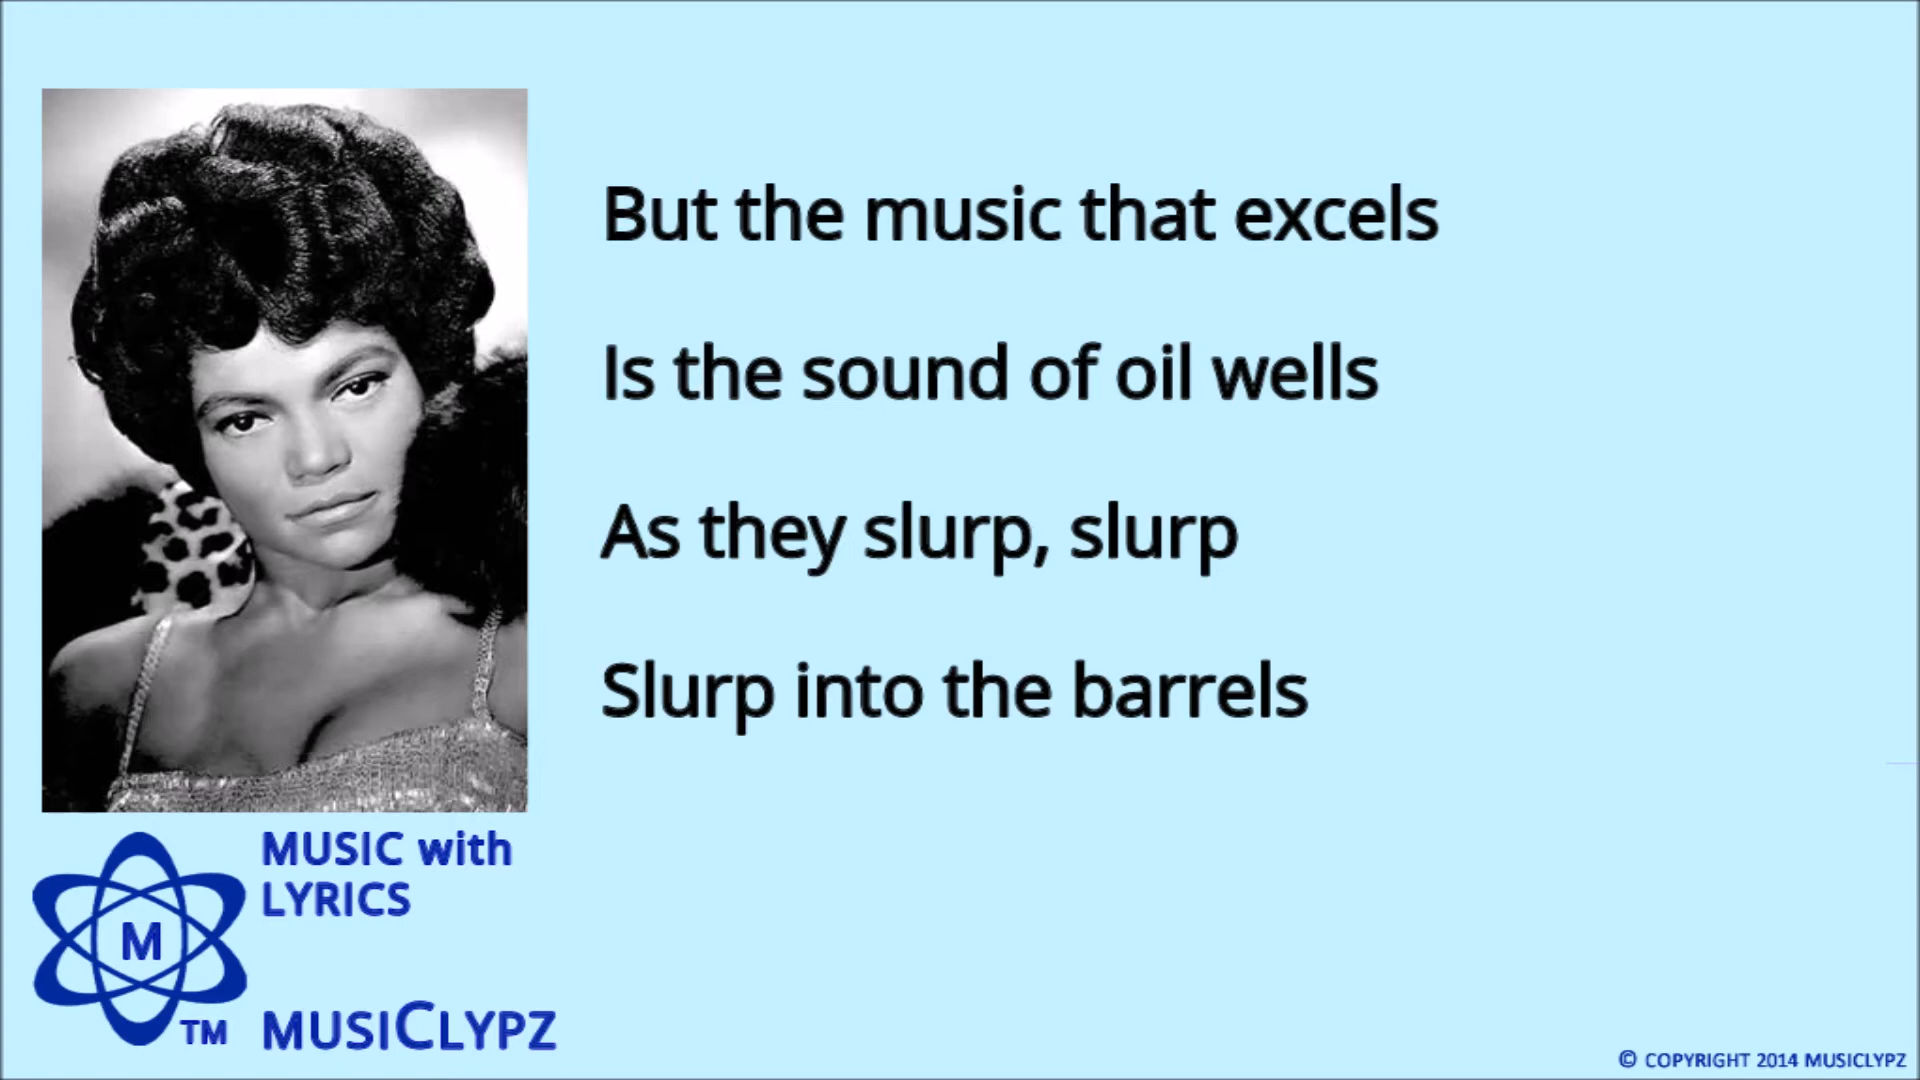 But the music that excels
Is the sound of oil wells
As they slurp, slurp
Slurp into the barrels
MUSIC with
LYRICS
M
TM MUSICLYPZ
© COPYRIGHT 2014 MUSICLYPZ